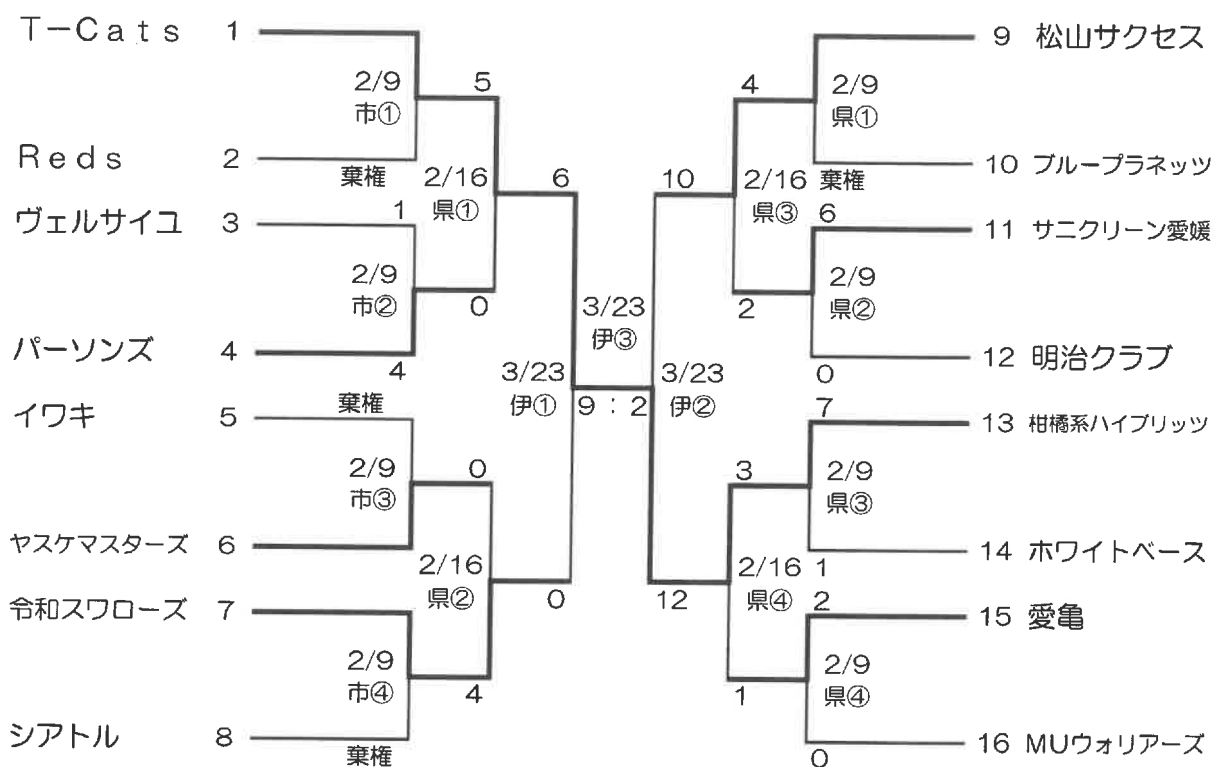 T-Cats 1
2/9
市①
5
Reds 2
棄権
2/16
県①
6
ヴェルサイユ 3
1
2/9
市②
0
パーソンズ 4
4
3/23
伊①
イワキ 5
棄権
2/9
市③
0
ヤスケマスターズ 6
2/16
県②
0
令和スワローズ 7
2/9
市④
4
シアトル 8
棄権
3/23
伊③
9:2
9 松山サクセス
4
2/9
県①
10 ブループラネッツ
棄権
10
2/16
県③
6
11 サニクリーン愛媛
2/9
県②
2
12 明治クラブ
0
3/23
伊②
7
13 柑橘系ハイブリッツ
3
2/9
県③
14 ホワイトベース
1
12
2/16
県④
2
15 愛亀
2/9
県④
1
16 MUウォリアーズ
0